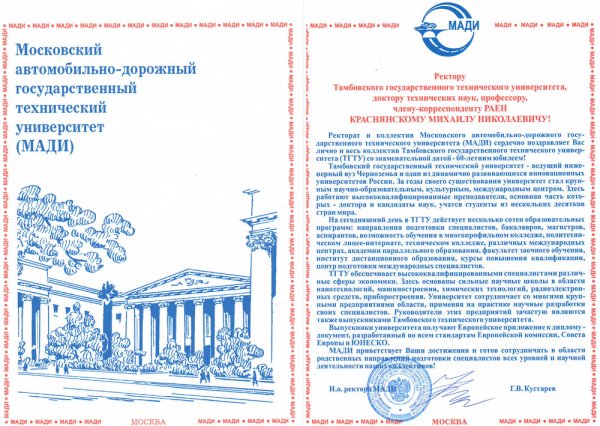 Московский
автомобильно-дорожный
государственный
технический
университет
(МАДИ)
МОСКВА
МАДИ
Ректору
Тамбовского государственного технического университета,
доктору технических наук, профессору,
члену-корреспонденту РАЕН
КРАСНЯНСКОМУ МИХАИЛУ НИКОЛАЕВИЧУ!
Ректорат и коллектив Московского автомобильно-дорожного госу-
дарственного технического университета (МАДИ) сердечно поздравляет Вас
лично и весь коллектив Тамбовского государственного технического универ-
ситета (ТГТУ) со знаменательной датой - 60-летним юбилеем!
Тамбовский государственный технический университет - ведущий инже-
нерный вуз Черноземья и один из динамично развивающихся инновационных
университетов России. За годы своего существования университет стал круп-
ным научно-образовательным, культурным, международным центром. Здесь
работают высококвалифицированные преподаватели, основная часть кото-
рых - доктора и кандидаты наук, учатся студенты из нескольких десятков
стран мира.
На сегодняшний день в ТГТУ действует несколько сотен образовательных
программ: направления подготовки специалистов, бакалавров, магистров,
аспирантов, возможность обучения в многопрофильном колледже, политехни-
ческом лицее-интернате, техническом колледже, различных международных
центрах, академии параллельного образования, факультете заочного обучения,
институт дистанционного образования, курсы повышения квалификации,
центр подготовки международных специалистов.
ТГТУ обеспечивает высококвалифицированными специалистами различ-
ные сферы экономики. Здесь основаны сильные научные школы в области
нанотехнологий, машиностроения, химических технологий, радиоэлектрон-
ных средств, приборостроения. Университет сотрудничает со многими круп-
ными предприятиями области, применяя на практике научные разработки
своих специалистов. Руководители этих предприятий зачастую являются
также выпускниками Тамбовского технического университета.
Выпускники университета получают Европейское приложение к диплому -
документ, разработанный по всем стандартам Европейской комиссии, Совета
Европы и ЮНЕСКО.
МАДИ приветствует Ваши достижения и готов сотрудничать в области
родственных направлений подготовки специалистов всех уровней и научной
деятельности наших коллективов!
И.о. ректора МАДИ
Г.В. Кустарев
МОСКВА